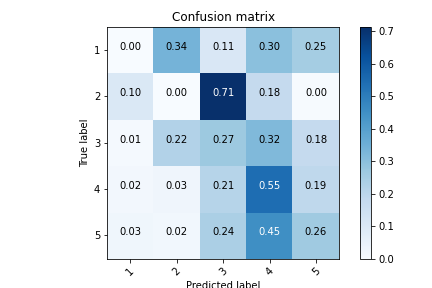 Confusion matrix
1 0.00 0.34 0.11 0.30 0.25
2 0.10 0.00 0.71 0.18 0.00
3 0.01 0.22 0.27 0.32 0.18
4 0.02 0.03 0.21 0.55 0.19
5 0.03 0.02 0.24 0.45 0.26
1 2 3 4 5
True label
Predicted label
0.7
0.6
0.5
0.4
0.3
0.2
0.1
0.0